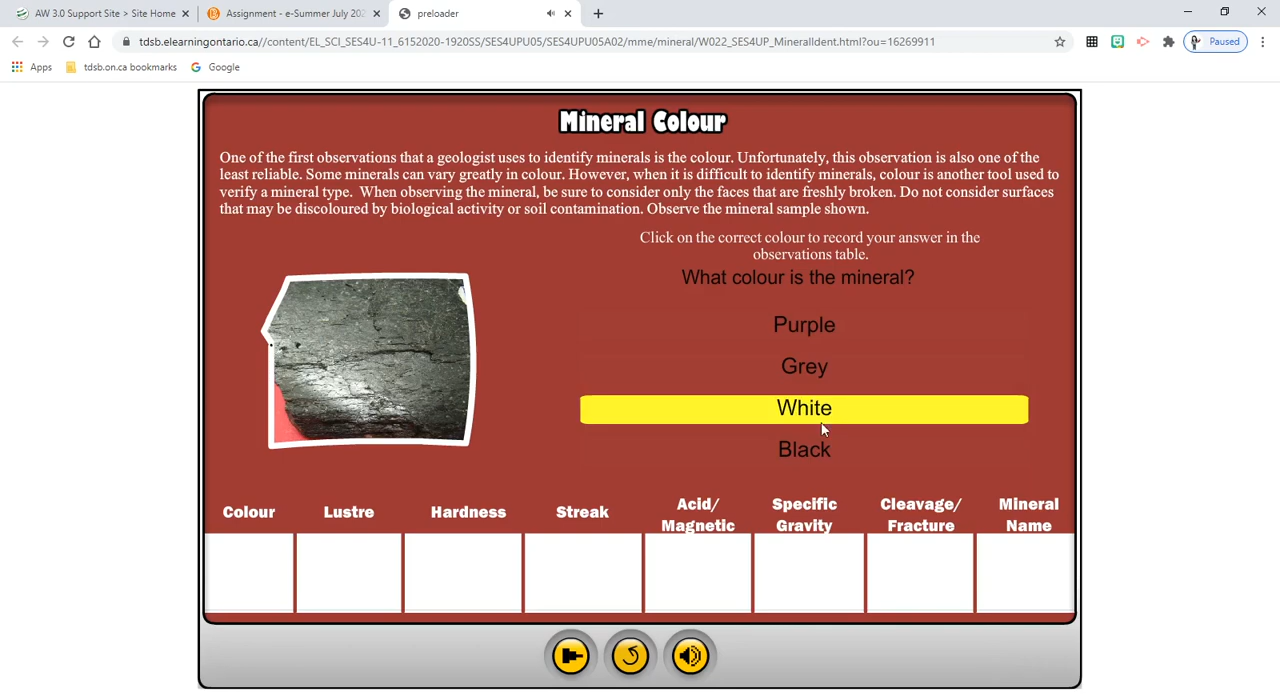 AW 3.0 Support Site > Site Home
Assignment - e-Summer July 202
preloader
tdsb.elearningontario.ca//content/EL_SCI_SES4U-11_6152020-1920SS/SES4UPU05/SES4UPU05A02/mme/mineral/W022_SES4UP_MineralIdent.html?ou=16269911
Paused
Apps
tdsb.on.ca bookmarks
Google
Mineral Colour
One of the first observations that a geologist uses to identify minerals is the colour. Unfortunately, this observation is also one of the
least reliable. Some minerals can vary greatly in colour. However, when it is difficult to identify minerals, colour is another tool used to
verify a mineral type. When observing the mineral, be sure to consider only the faces that are freshly broken. Do not consider surfaces
that may be discoloured by biological activity or soil contamination. Observe the mineral sample shown.
Click on the correct colour to record your answer in the
observations table.
What colour is the mineral?
Purple
Grey
White
Black
Colour
Lustre
Hardness
Streak
Acid/
Magnetic
Specific
Gravity
Cleavage/
Fracture
Mineral
Name